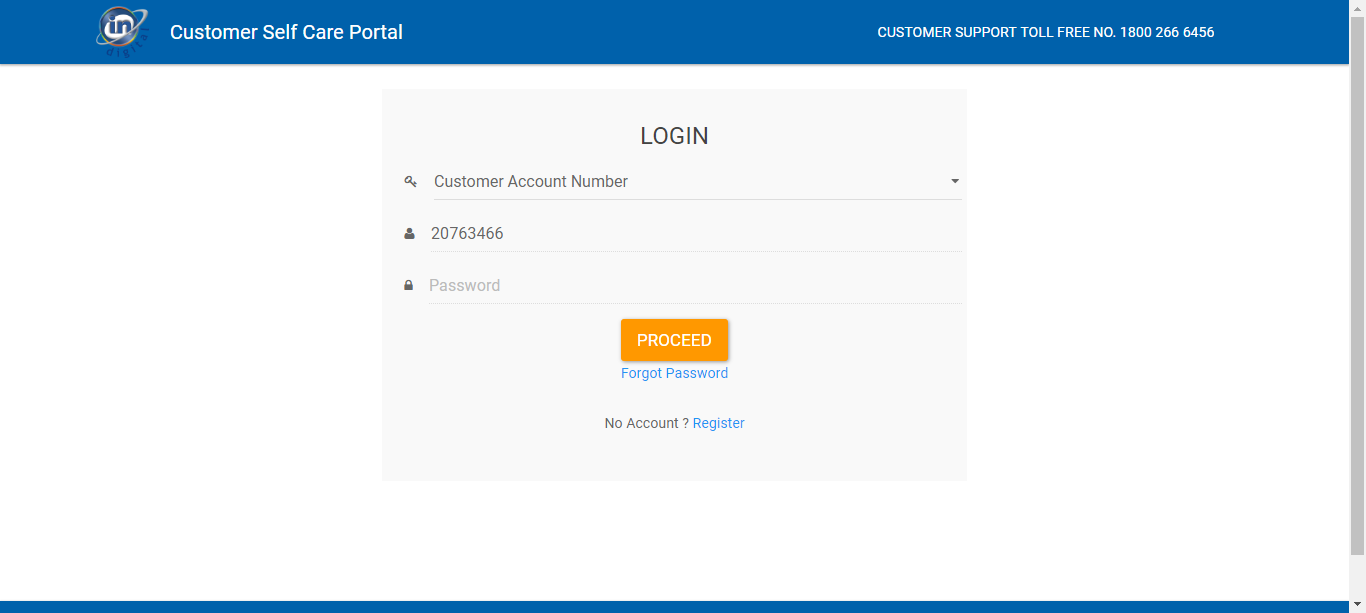 in
digital
Customer Self Care Portal
CUSTOMER SUPPORT TOLL FREE NO. 1800 266 6456
LOGIN
Customer Account Number
20763466
Password
PROCEED
Forgot Password
No Account ? Register